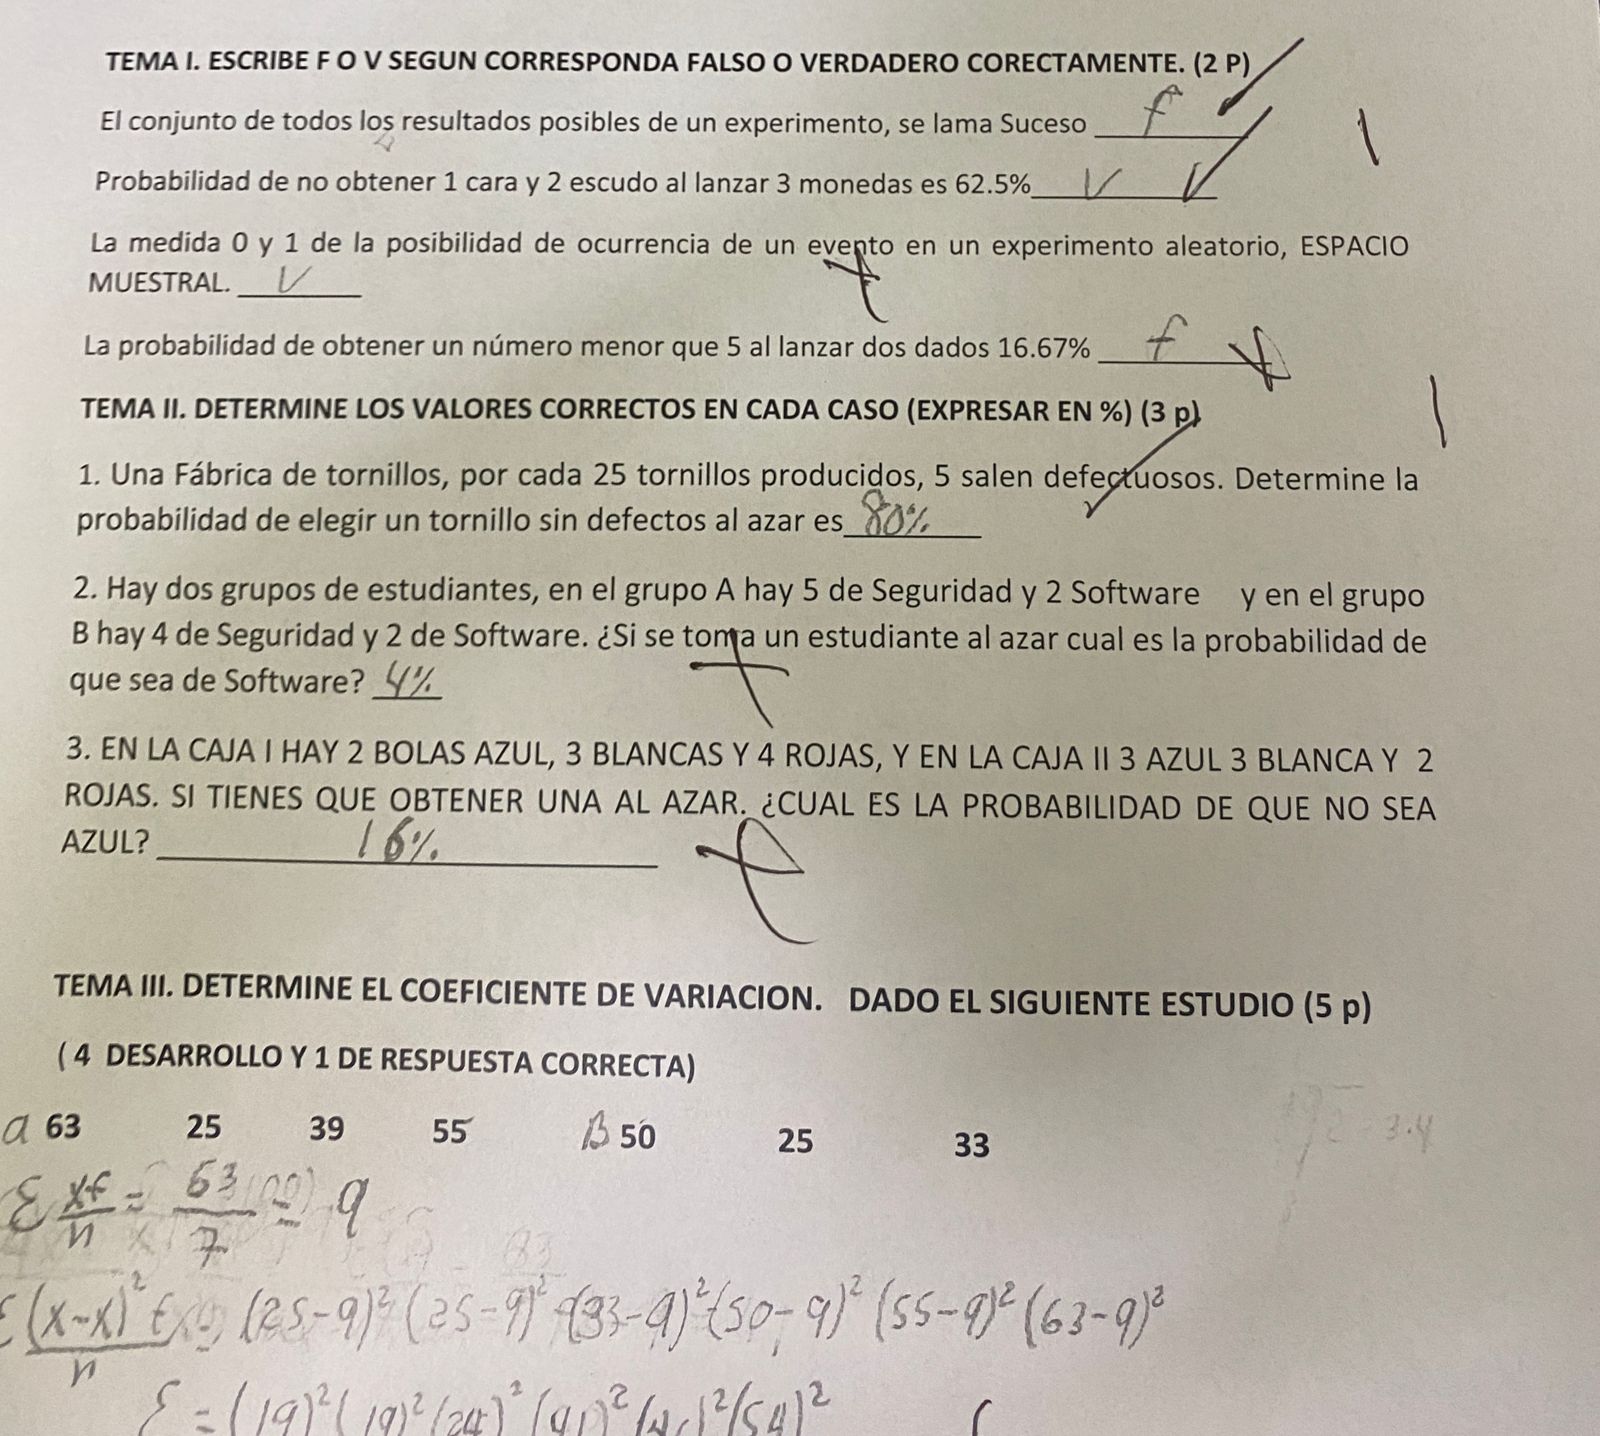 TEMA I. ESCRIBE F O V SEGUN CORRESPONDA FALSO O VERDADERO CORECTAMENTE. (2 P)
El conjunto de todos los resultados posibles de un experimento, se lama Suceso f
Probabilidad de no obtener 1 cara y 2 escudo al lanzar 3 monedas es 62.5% V
La medida 0 y 1 de la posibilidad de ocurrencia de un evento en un experimento aleatorio, ESPACIO
MUESTRAL. V
La probabilidad de obtener un número menor que 5 al lanzar dos dados 16.67% f
TEMA II. DETERMINE LOS VALORES CORRECTOS EN CADA CASO (EXPRESAR EN %) (3 p)
1. Una Fábrica de tornillos, por cada 25 tornillos producidos, 5 salen defectuosos. Determine la
probabilidad de elegir un tornillo sin defectos al azar es 80%
2. Hay dos grupos de estudiantes, en el grupo A hay 5 de Seguridad y 2 Software y en el grupo
B hay 4 de Seguridad y 2 de Software. ¿Si se toma un estudiante al azar cual es la probabilidad de
que sea de Software? 4%
3. EN LA CAJA I HAY 2 BOLAS AZUL, 3 BLANCAS Y 4 ROJAS, Y EN LA CAJA II 3 AZUL 3 BLANCA Y 2
ROJAS. SI TIENES QUE OBTENER UNA AL AZAR. ¿CUAL ES LA PROBABILIDAD DE QUE NO SEA
AZUL? 16%
TEMA III. DETERMINE EL COEFICIENTE DE VARIACION. DADO EL SIGUIENTE ESTUDIO (5 p)
( 4 DESARROLLO Y 1 DE RESPUESTA CORRECTA)
a 63 25 39 55 B 50 25 33
3.4
Σ xf/n = 63/7 = 9
Σ(x-x)² f/n = (25-9)² (25-9)² (33-9)² (50-9)² (55-9)² (63-9)²
Σ = (19)² (19)² (24)² (41)² ² (54)²